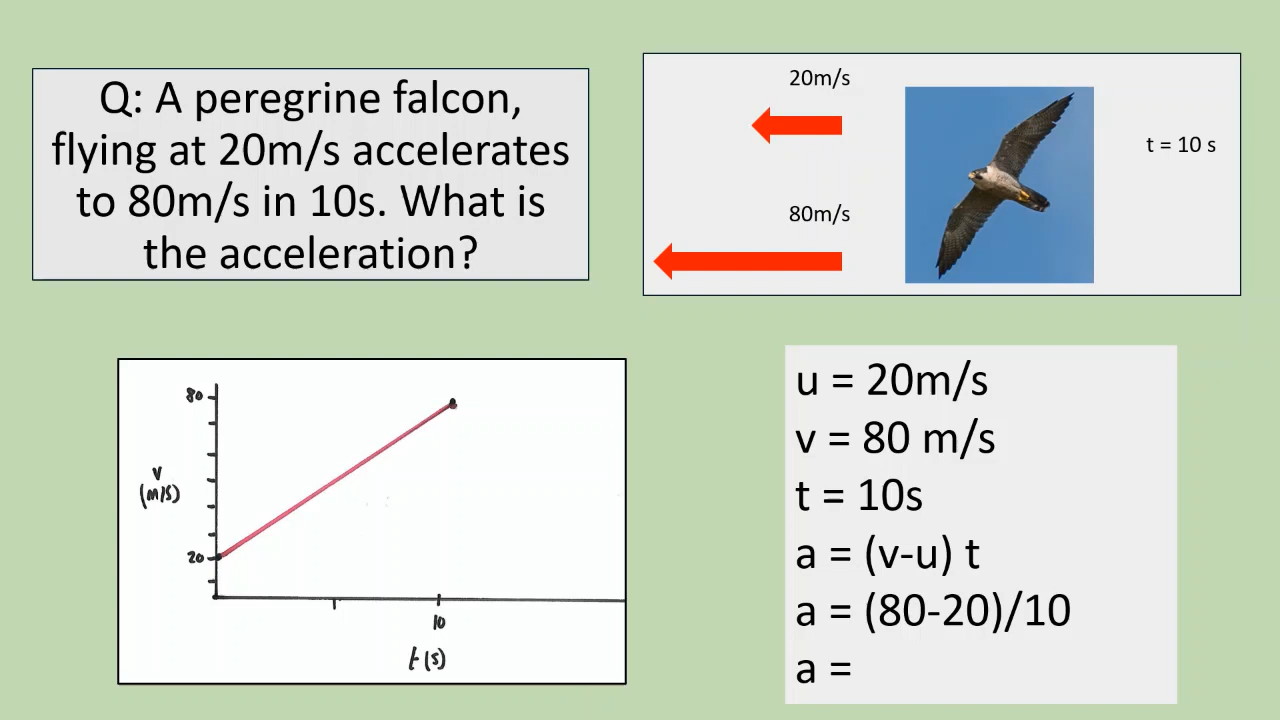 Q: A peregrine falcon,
flying at 20m/s accelerates
to 80m/s in 10s. What is
the acceleration?
20m/s
t = 10 s
80m/s
80
v
(m/s)
20
10
t (s)
u = 20m/s
v = 80 m/s
t = 10s
a = (v-u) t
a = (80-20)/10
a =